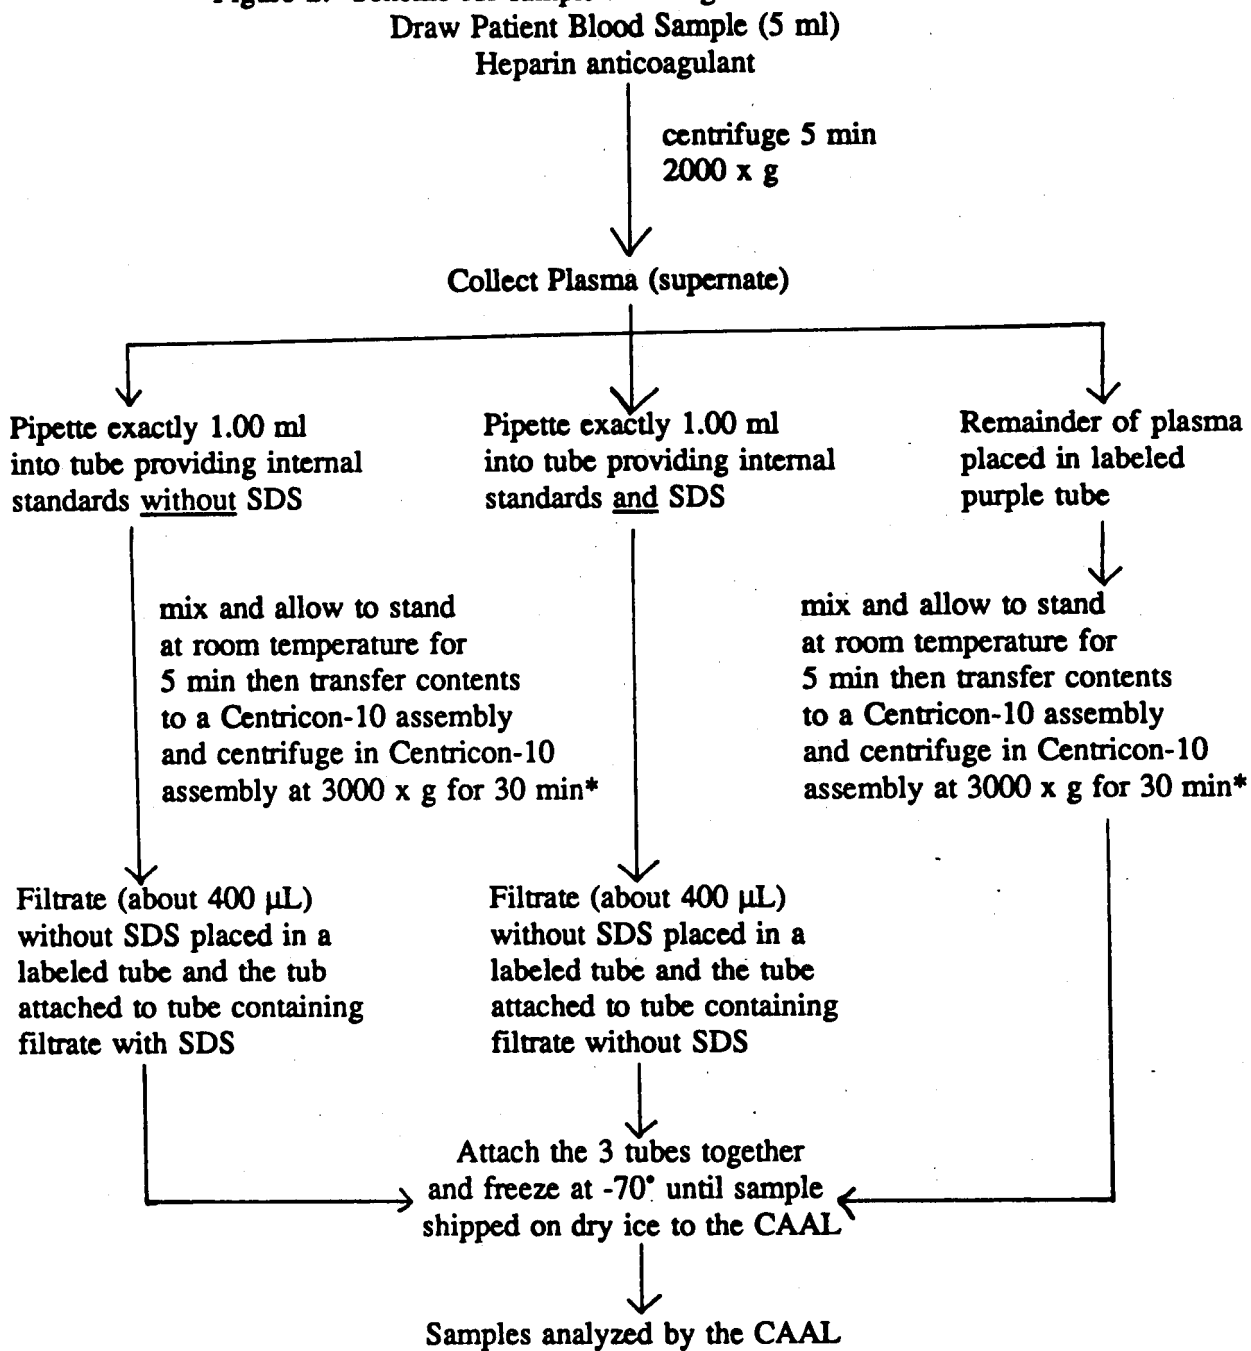 Draw Patient Blood Sample (5 ml)
Heparin anticoagulant
centrifuge 5 min
2000 x g
Collect Plasma (supernate)
Pipette exactly 1.00 ml
into tube providing internal
standards without SDS
Pipette exactly 1.00 ml
into tube providing internal
standards and SDS
Remainder of plasma
placed in labeled
purple tube
mix and allow to stand
at room temperature for
5 min then transfer contents
to a Centricon-10 assembly
and centrifuge in Centricon-10
assembly at 3000 x g for 30 min*
mix and allow to stand
at room temperature for
5 min then transfer contents
to a Centricon-10 assembly
and centrifuge in Centricon-10
assembly at 3000 x g for 30 min*
Filtrate (about 400 µL)
without SDS placed in a
labeled tube and the tub
attached to tube containing
filtrate with SDS
Filtrate (about 400 µL)
without SDS placed in a
labeled tube and the tube
attached to tube containing
filtrate without SDS
Attach the 3 tubes together
and freeze at -70° until sample
shipped on dry ice to the CAAL
Samples analyzed by the CAAL